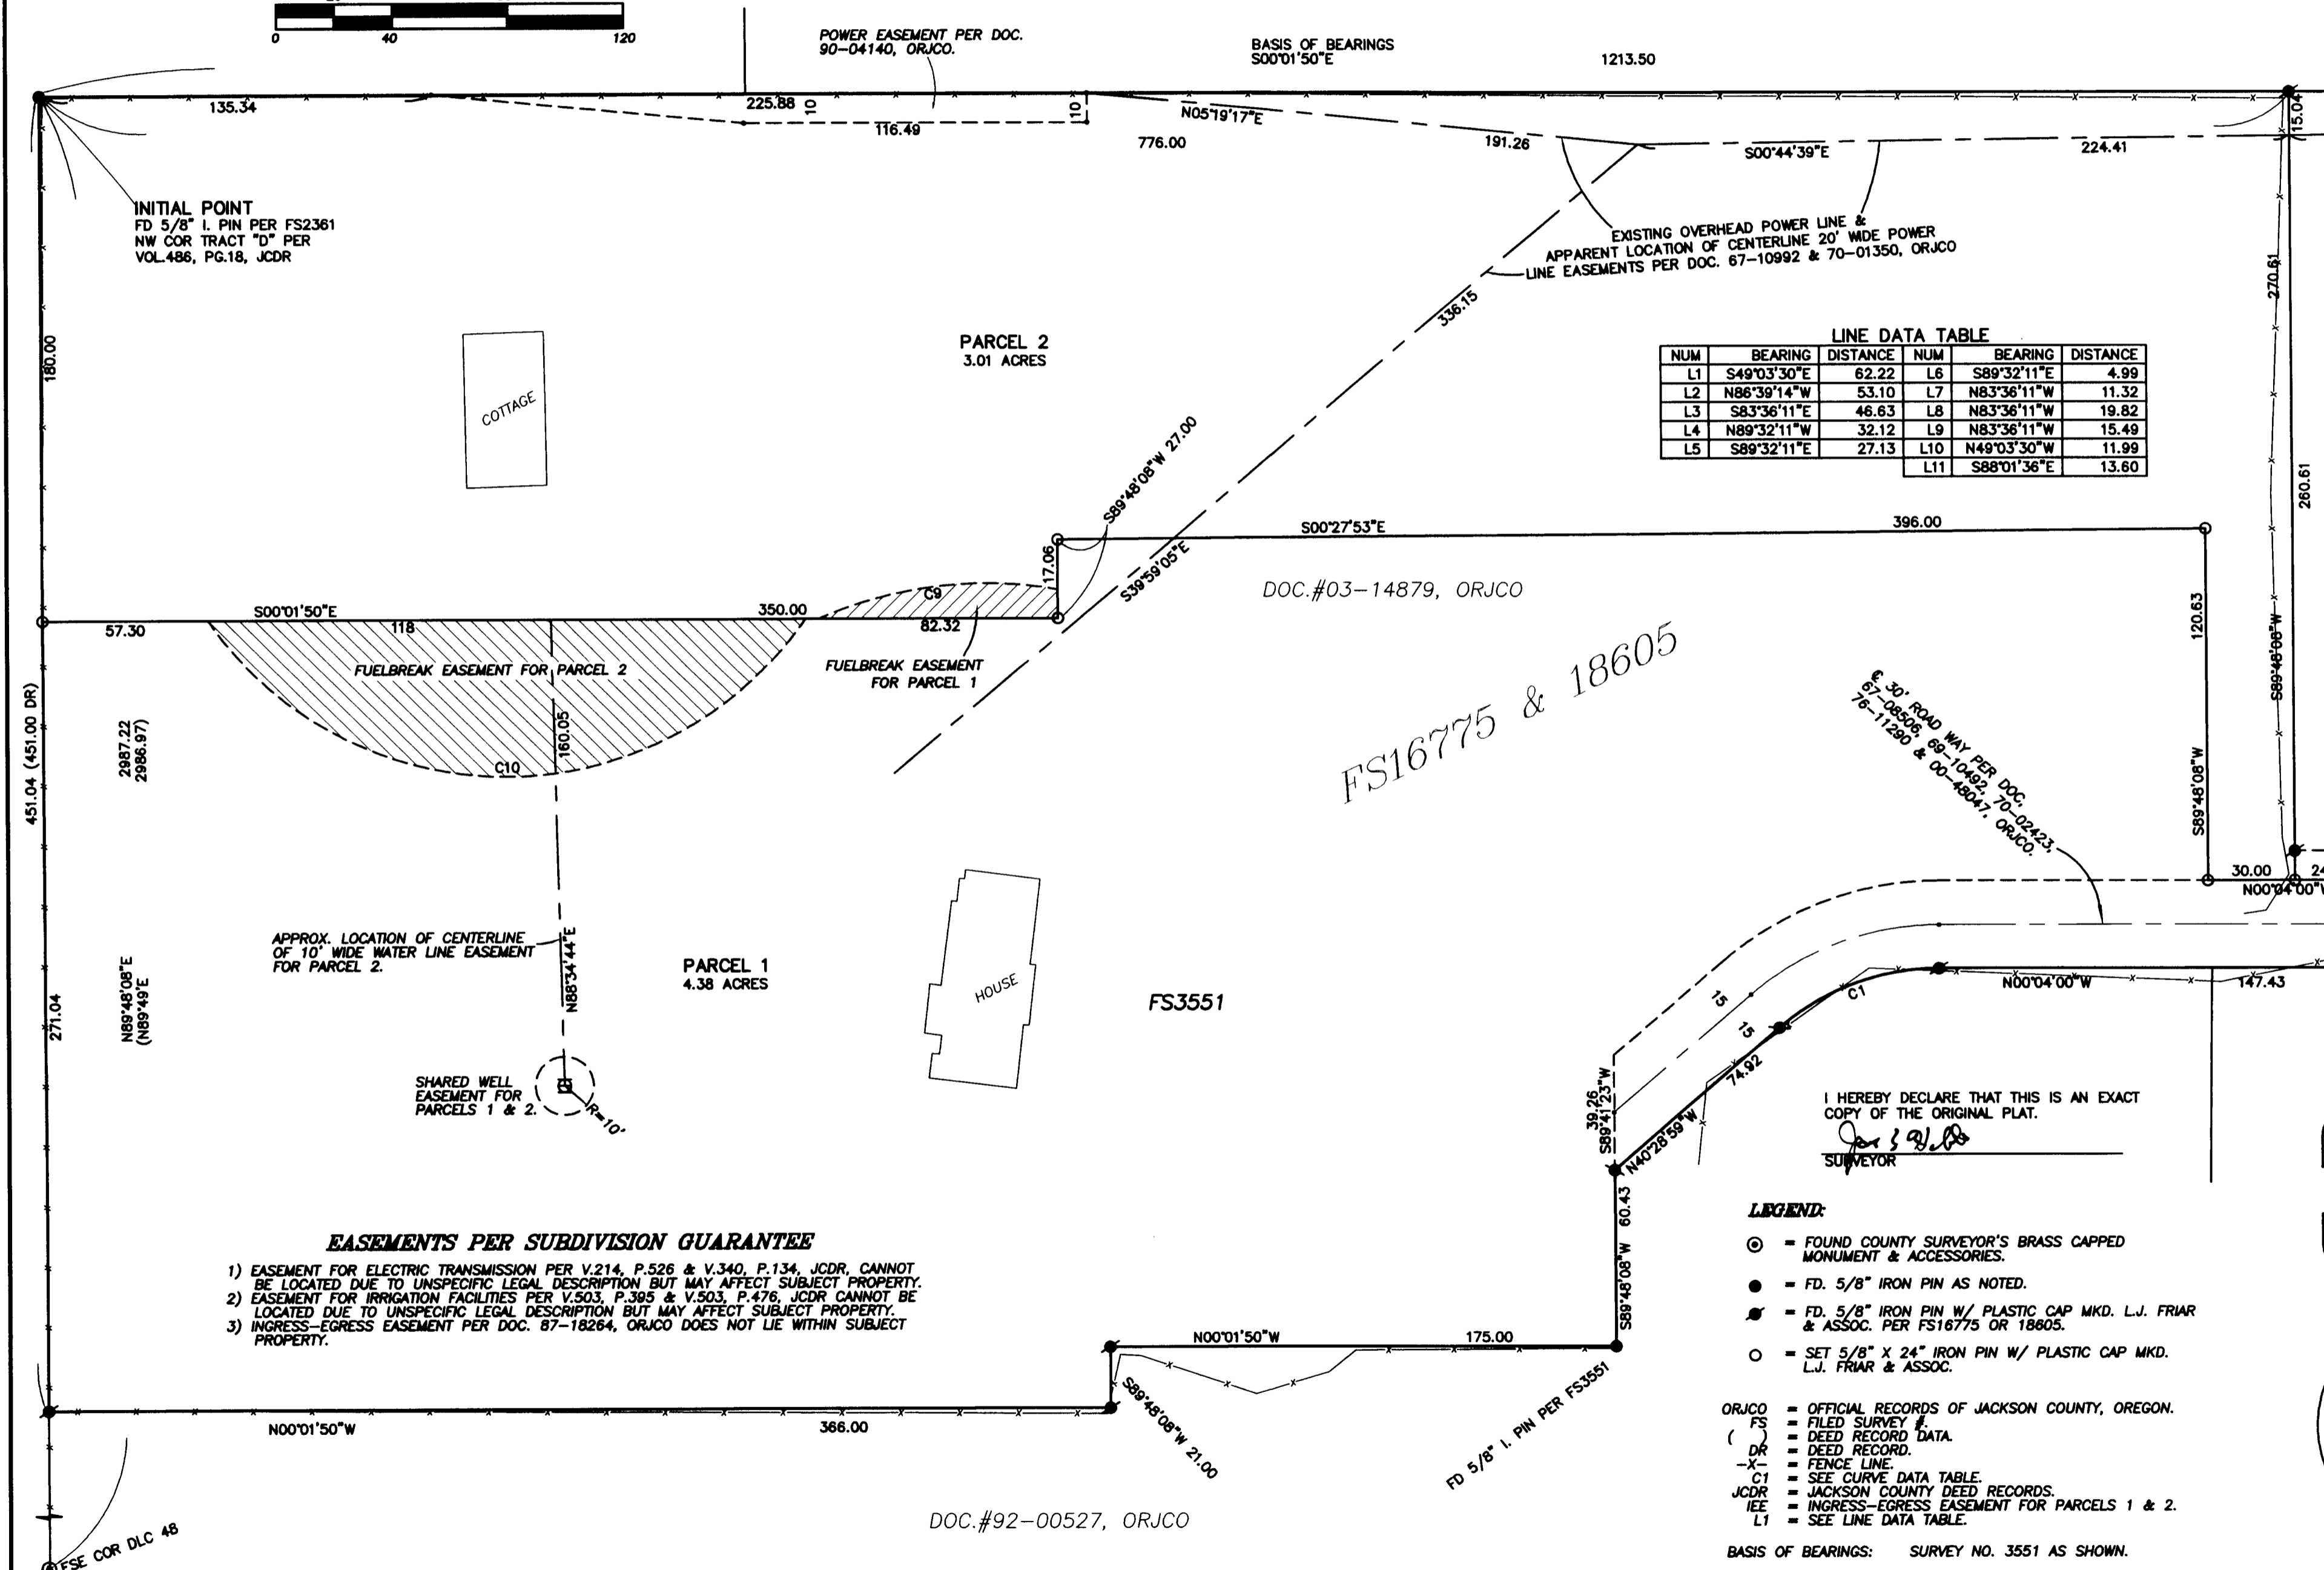 0 40 120
POWER EASEMENT PER DOC.
90-04140, ORJCO.
BASIS OF BEARINGS
S00°01'50"E
1213.50
135.34
225.88
10
10
116.49
N05°19'17"E
776.00
191.26
S00°44'39"E
224.41
15.04
INITIAL POINT
FD 5/8" I. PIN PER FS2361
NW COR TRACT "D" PER
VOL.486, PG.18, JCDR
EXISTING OVERHEAD POWER LINE &
APPARENT LOCATION OF CENTERLINE 20' WIDE POWER
LINE EASEMENTS PER DOC. 67-10992 & 70-01350, ORJCO
270.61
336.15
180.00
COTTAGE
PARCEL 2
3.01 ACRES
LINE DATA TABLE
NUM BEARING DISTANCE NUM BEARING DISTANCE
L1 S49°03'30"E 62.22 L6 S89°32'11"E 4.99
L2 N86°39'14"W 53.10 L7 N83°36'11"W 11.32
L3 S83°36'11"E 46.63 L8 N83°36'11"W 19.82
L4 N89°32'11"W 32.12 L9 N83°36'11"W 15.49
L5 S89°32'11"E 27.13 L10 N49°03'30"W 11.99
L11 S88°01'36"E 13.60
260.61
S89°48'08"W 27.00
S00°27'53"E
396.00
17.06
S39°59'05"E
DOC.#03-14879, ORJCO
120.63
S89°48'08"W
S00°01'50"E
350.00
C9
57.30
118
82.32
FUELBREAK EASEMENT FOR PARCEL 2
FUELBREAK EASEMENT
FOR PARCEL 1
FS16775 & 18605
℄ 30' ROAD WAY PER DOC,
67-08506, 69-10492, 70-02423,
76-11290 & 00-48047, ORJCO.
451.04 (451.00 DR)
2987.22
2986.97)
160.05
C10
S89°48'08"W
30.00
24
N00°04'00"W
APPROX. LOCATION OF CENTERLINE
OF 10' WIDE WATER LINE EASEMENT
FOR PARCEL 2.
N88°34'44"E
PARCEL 1
4.38 ACRES
HOUSE
FS3551
271.04
N89°48'08"E
(N89°49'E
15
15
C1
N00°04'00"W
147.43
SHARED WELL
EASEMENT FOR
PARCELS 1 & 2.
R=10'
39.26
S89°41'23"W
74.92
N40°28'59"W
I HEREBY DECLARE THAT THIS IS AN EXACT
COPY OF THE ORIGINAL PLAT.
SURVEYOR
EASEMENTS PER SUBDIVISION GUARANTEE
1) EASEMENT FOR ELECTRIC TRANSMISSION PER V.214, P.526 & V.340, P.134, JCDR, CANNOT
BE LOCATED DUE TO UNSPECIFIC LEGAL DESCRIPTION BUT MAY AFFECT SUBJECT PROPERTY.
2) EASEMENT FOR IRRIGATION FACILITIES PER V.503, P.395 & V.503, P.476, JCDR CANNOT BE
LOCATED DUE TO UNSPECIFIC LEGAL DESCRIPTION BUT MAY AFFECT SUBJECT PROPERTY.
3) INGRESS-EGRESS EASEMENT PER DOC. 87-18264, ORJCO DOES NOT LIE WITHIN SUBJECT
PROPERTY.
S89°48'08"W 60.43
N00°01'50"W
175.00
S89°48'08"W 21.00
FD 5/8" I. PIN PER FS3551
N00°01'50"W
366.00
DOC.#92-00527, ORJCO
FSE COR DLC 48
LEGEND:
= FOUND COUNTY SURVEYOR'S BRASS CAPPED
MONUMENT & ACCESSORIES.
= FD. 5/8" IRON PIN AS NOTED.
= FD. 5/8" IRON PIN W/ PLASTIC CAP MKD. L.J. FRIAR
& ASSOC. PER FS16775 OR 18605.
= SET 5/8" X 24" IRON PIN W/ PLASTIC CAP MKD.
L.J. FRIAR & ASSOC.
ORJCO = OFFICIAL RECORDS OF JACKSON COUNTY, OREGON.
FS = FILED SURVEY #.
( ) = DEED RECORD DATA.
DR = DEED RECORD.
-X- = FENCE LINE.
C1 = SEE CURVE DATA TABLE.
JCDR = JACKSON COUNTY DEED RECORDS.
IEE = INGRESS-EGRESS EASEMENT FOR PARCELS 1 & 2.
L1 = SEE LINE DATA TABLE.
BASIS OF BEARINGS: SURVEY NO. 3551 AS SHOWN.